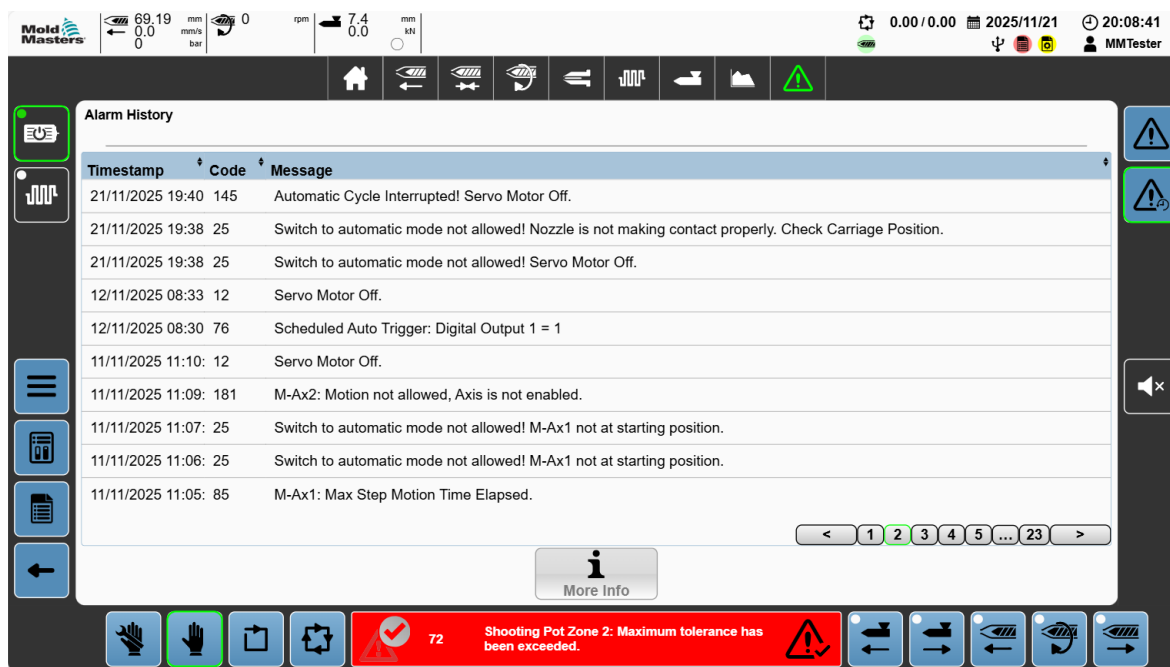 Mold
Masters
69.19 mm
0.0 mm/s
0 bar
0 rpm
7.4 mm
0.0 kN
0.00 / 0.00 2025/11/21 20:08:41
MMTester
Alarm History
Timestamp Code Message
21/11/2025 19:40 145 Automatic Cycle Interrupted! Servo Motor Off.
21/11/2025 19:38 25 Switch to automatic mode not allowed! Nozzle is not making contact properly. Check Carriage Position.
21/11/2025 19:38 25 Switch to automatic mode not allowed! Servo Motor Off.
12/11/2025 08:33 12 Servo Motor Off.
12/11/2025 08:30 76 Scheduled Auto Trigger: Digital Output 1 = 1
11/11/2025 11:10: 12 Servo Motor Off.
11/11/2025 11:09: 181 M-Ax2: Motion not allowed, Axis is not enabled.
11/11/2025 11:07: 25 Switch to automatic mode not allowed! M-Ax1 not at starting position.
11/11/2025 11:06: 25 Switch to automatic mode not allowed! M-Ax1 not at starting position.
11/11/2025 11:05: 85 M-Ax1: Max Step Motion Time Elapsed.
< 1 2 3 4 5 ... 23 >
More Info
72 Shooting Pot Zone 2: Maximum tolerance has
been exceeded.